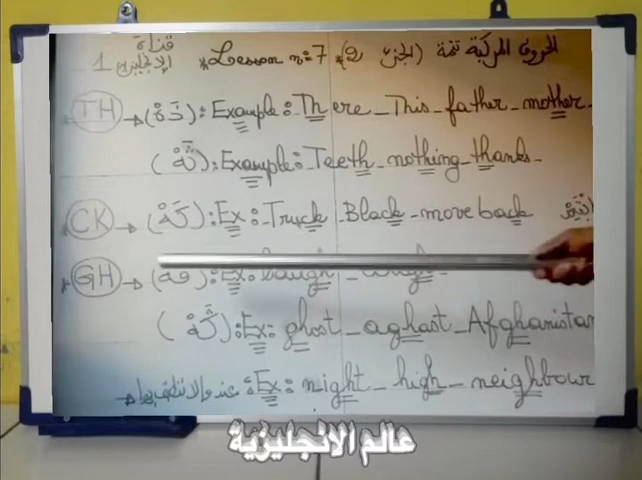 الحروف المركبة تتمة (الجزء 2) *Lesson n=7 قناة الإنجليزية 1
TH → (ذَهْ): Example: There _ This _ father _ mother _
(ثَهْ): Example: Teeth _ nothing _ thanks _
CK → (كَهْ): Ex: Truck _ Black _ move back
GH → (فهْ): Ex: laugh _
(ڨَهْ): Ex: ghost _ aghast _ Afghanistan
Ex: night _ high _ neighbour
عالم الانجليزية